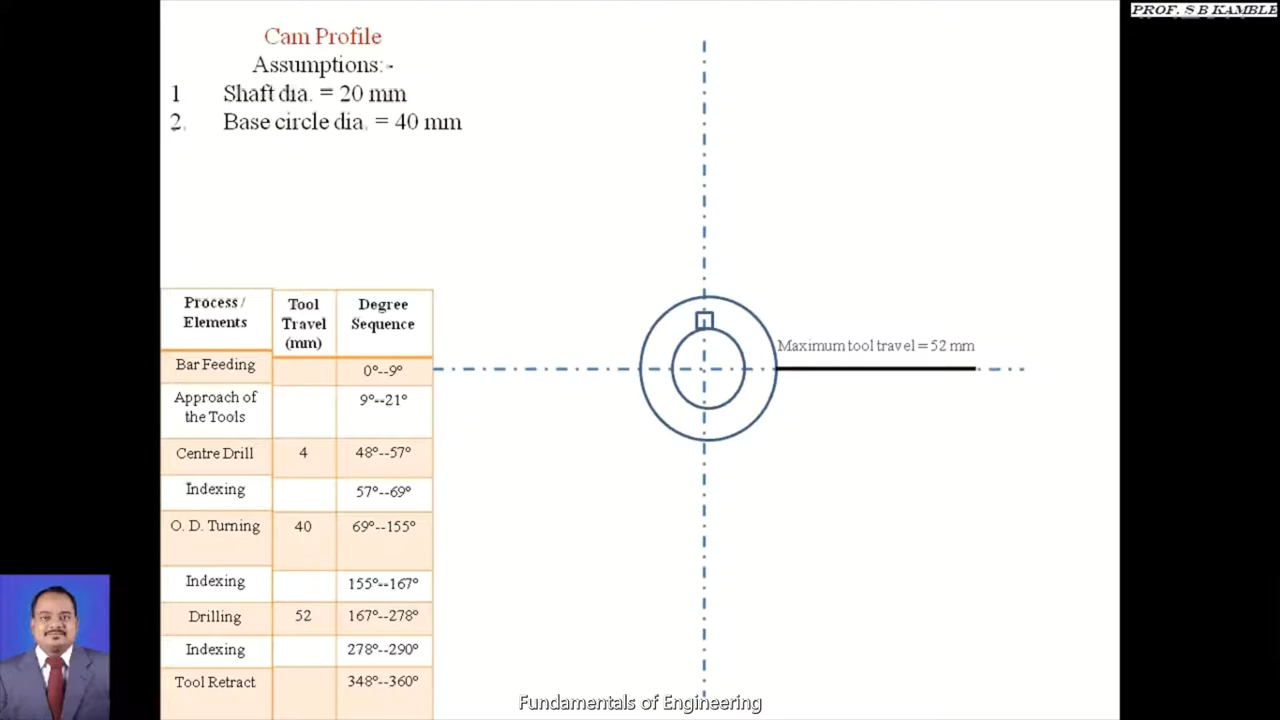 PROF. S B KAMBLE
Cam Profile
Assumptions:-
1 Shaft dia. = 20 mm
2. Base circle dia. = 40 mm
Process / Elements Tool Travel (mm) Degree Sequence
Bar Feeding 0°--9°
Approach of the Tools 9°--21°
Centre Drill 4 48°--57°
Indexing 57°--69°
O. D. Turning 40 69°--155°
Indexing 155°--167°
Drilling 52 167°--278°
Indexing 278°--290°
Tool Retract 348°--360°
Maximum tool travel = 52 mm
Fundamentals of Engineering